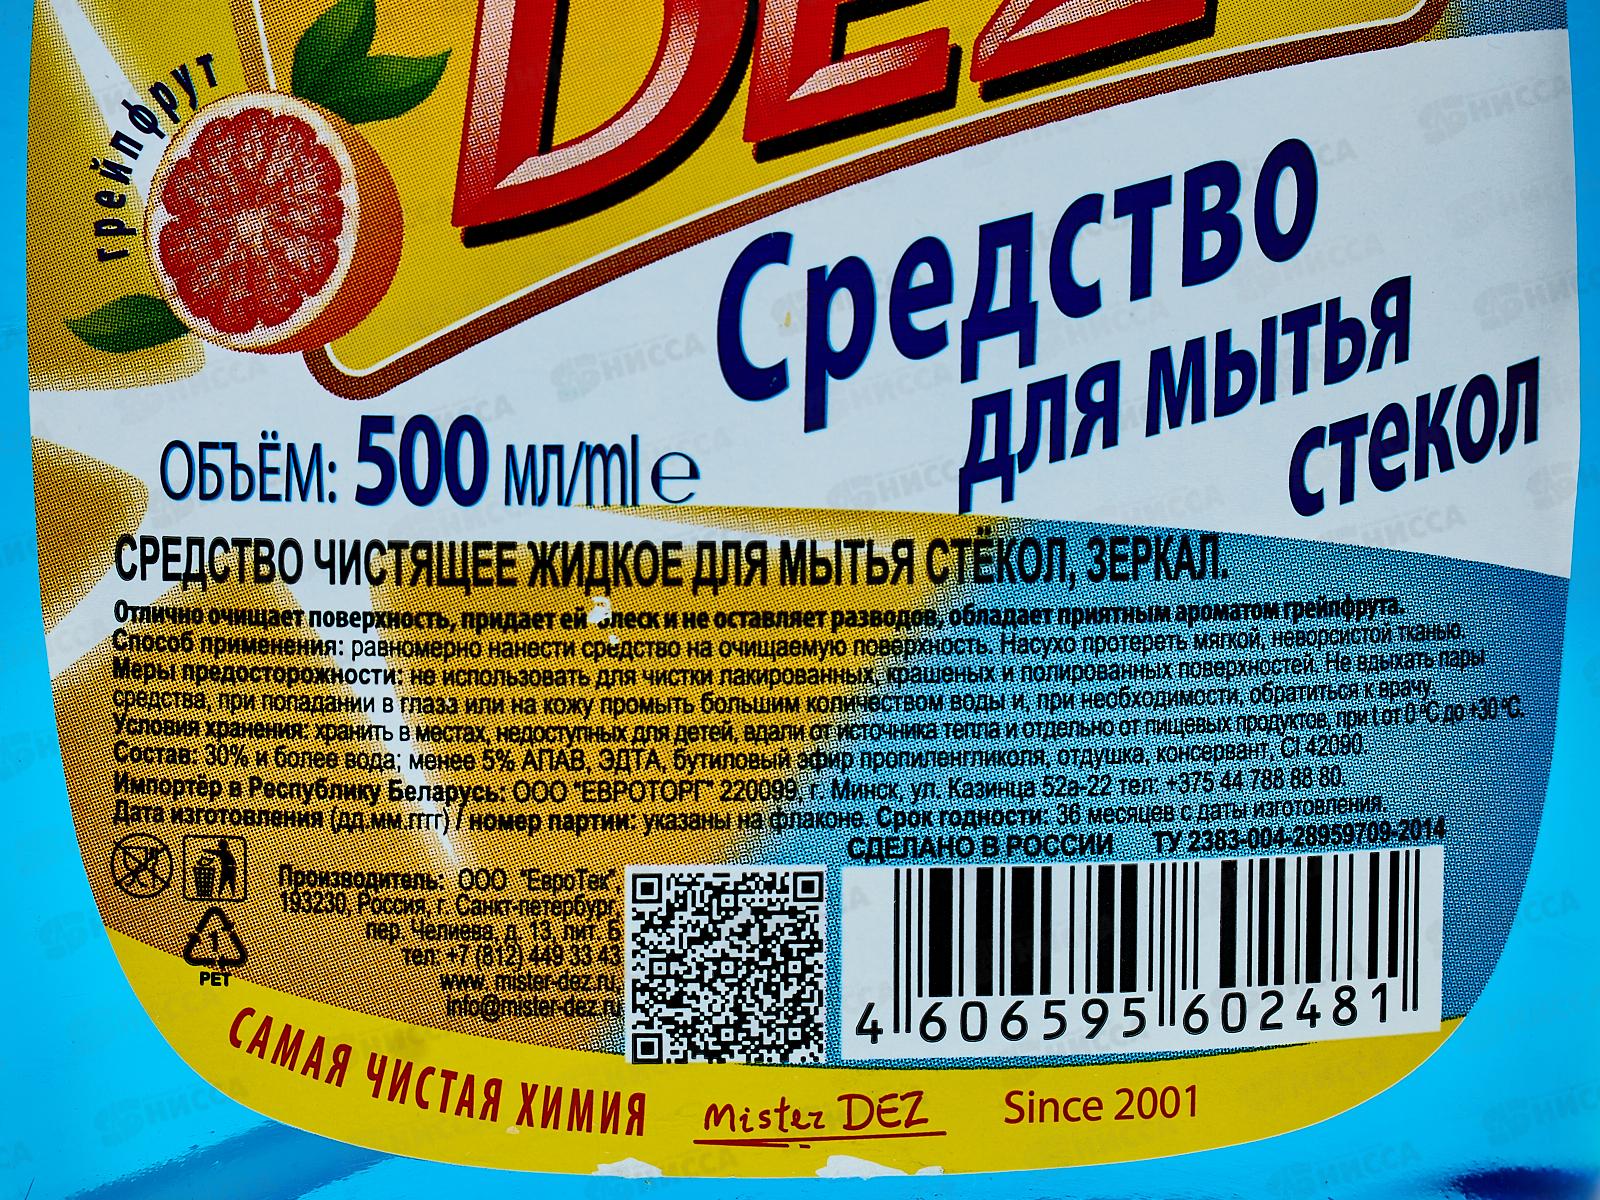 DEZ
грейпфрут
Средство
для мытья
стекол
ОБЪЁМ: 500 мл/ml e
СРЕДСТВО ЧИСТЯЩЕЕ ЖИДКОЕ ДЛЯ МЫТЬЯ СТЁКОЛ, ЗЕРКАЛ.
Отлично очищает поверхность, придает ей блеск и не оставляет разводов, обладает приятным ароматом грейпфрута.
Способ применения: равномерно нанести средство на очищаемую поверхность. Насухо протереть мягкой, неворсистой тканью.
Меры предосторожности: не использовать для чистки лакированных, крашеных и полированных поверхностей. Не вдыхать пары
средства, при попадании в глаза или на кожу промыть большим количеством воды и, при необходимости, обратиться к врачу.
Условия хранения: хранить в местах, недоступных для детей, вдали от источника тепла и отдельно от пищевых продуктов, при t от 0 °С до +30 °С.
Состав: 30% и более вода; менее 5% АПАВ, ЭДТА, бутиловый эфир пропиленгликоля, отдушка, консервант, CI 42090.
Импортёр в Республику Беларусь: ООО "ЕВРОТОРГ" 220099, г. Минск, ул. Казинца 52а-22 тел: +375 44 788 88 80.
Дата изготовления (дд.мм.гггг) / номер партии: указаны на флаконе. Срок годности: 36 месяцев с даты изготовления.
СДЕЛАНО В РОССИИ ТУ 2383-004-28959709-2014
Производитель: ООО "ЕвроТек",
193230, Россия, г. Санкт-петербург,
пер. Челиева, д. 13, лит. Б
тел: +7 (812) 449 33 43
www. mister-dez.ru,
info@mister-dez.ru
1
PET
4 606595 602481
САМАЯ ЧИСТАЯ ХИМИЯ
Mister DEZ
Since 2001
НИССА